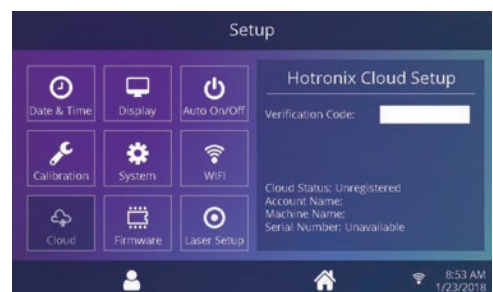 Setup
Date & Time
Display
Auto On/Off
Calibration
System
WIFI
Cloud
Firmware
Laser Setup
Hotronix Cloud Setup
Verification Code:
Cloud Status: Unregistered
Account Name:
Machine Name:
Serial Number: Unavailable
8:53 AM
1/23/2018